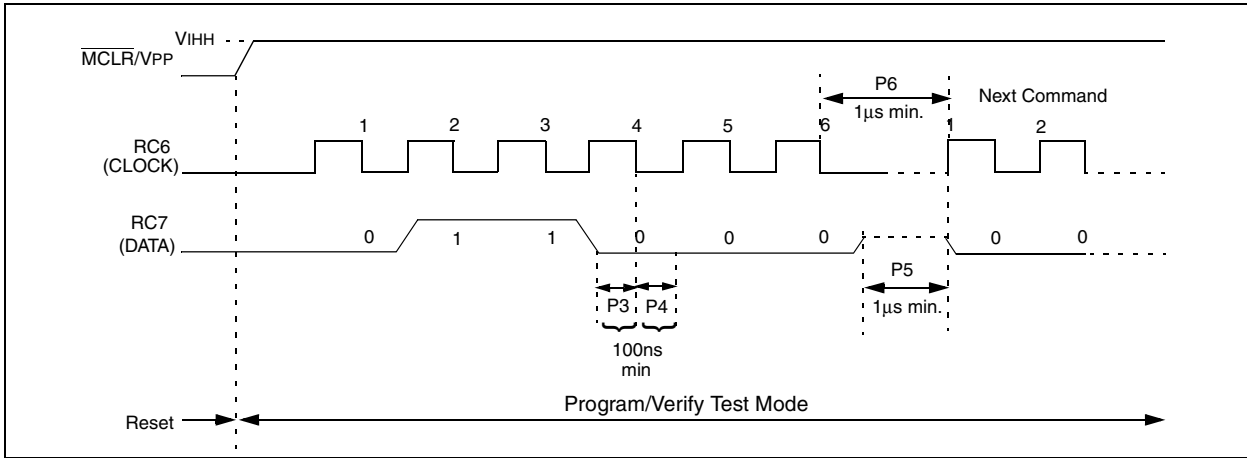 VIHH
MCLR/VPP
P6
1µs min.
Next Command
1 2 3 4 5 6 1 2
RC6
(CLOCK)
RC7
(DATA)
0 1 1 0 0 0 0 0
P5
1µs min.
P3 P4
100ns
min
Reset
Program/Verify Test Mode